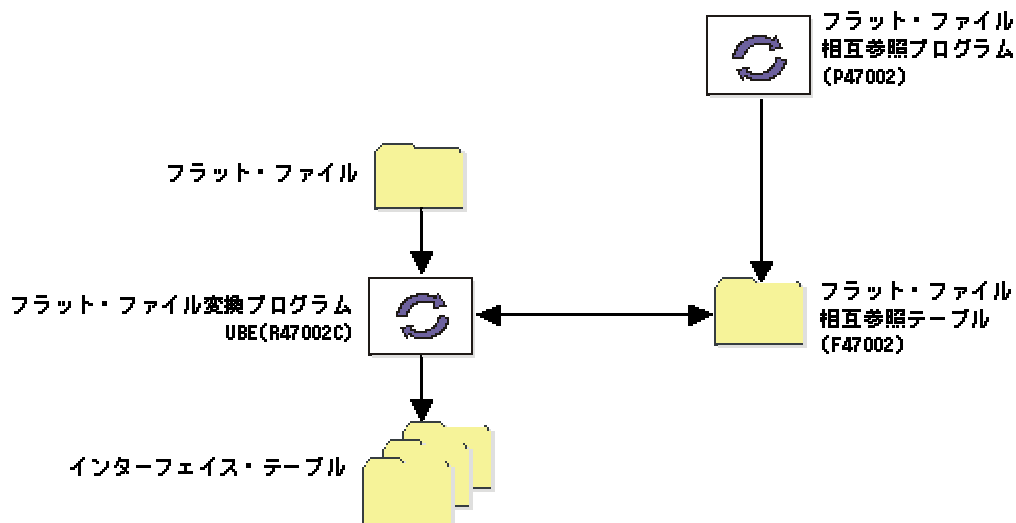 フラット・ファイル
相互参照プログラム
(P47002)
フラット・ファイル
フラット・ファイル変換プログラム
UBE(R47002C)
フラット・ファイル
相互参照テーブル
(F47002)
インターフェイス・テーブル